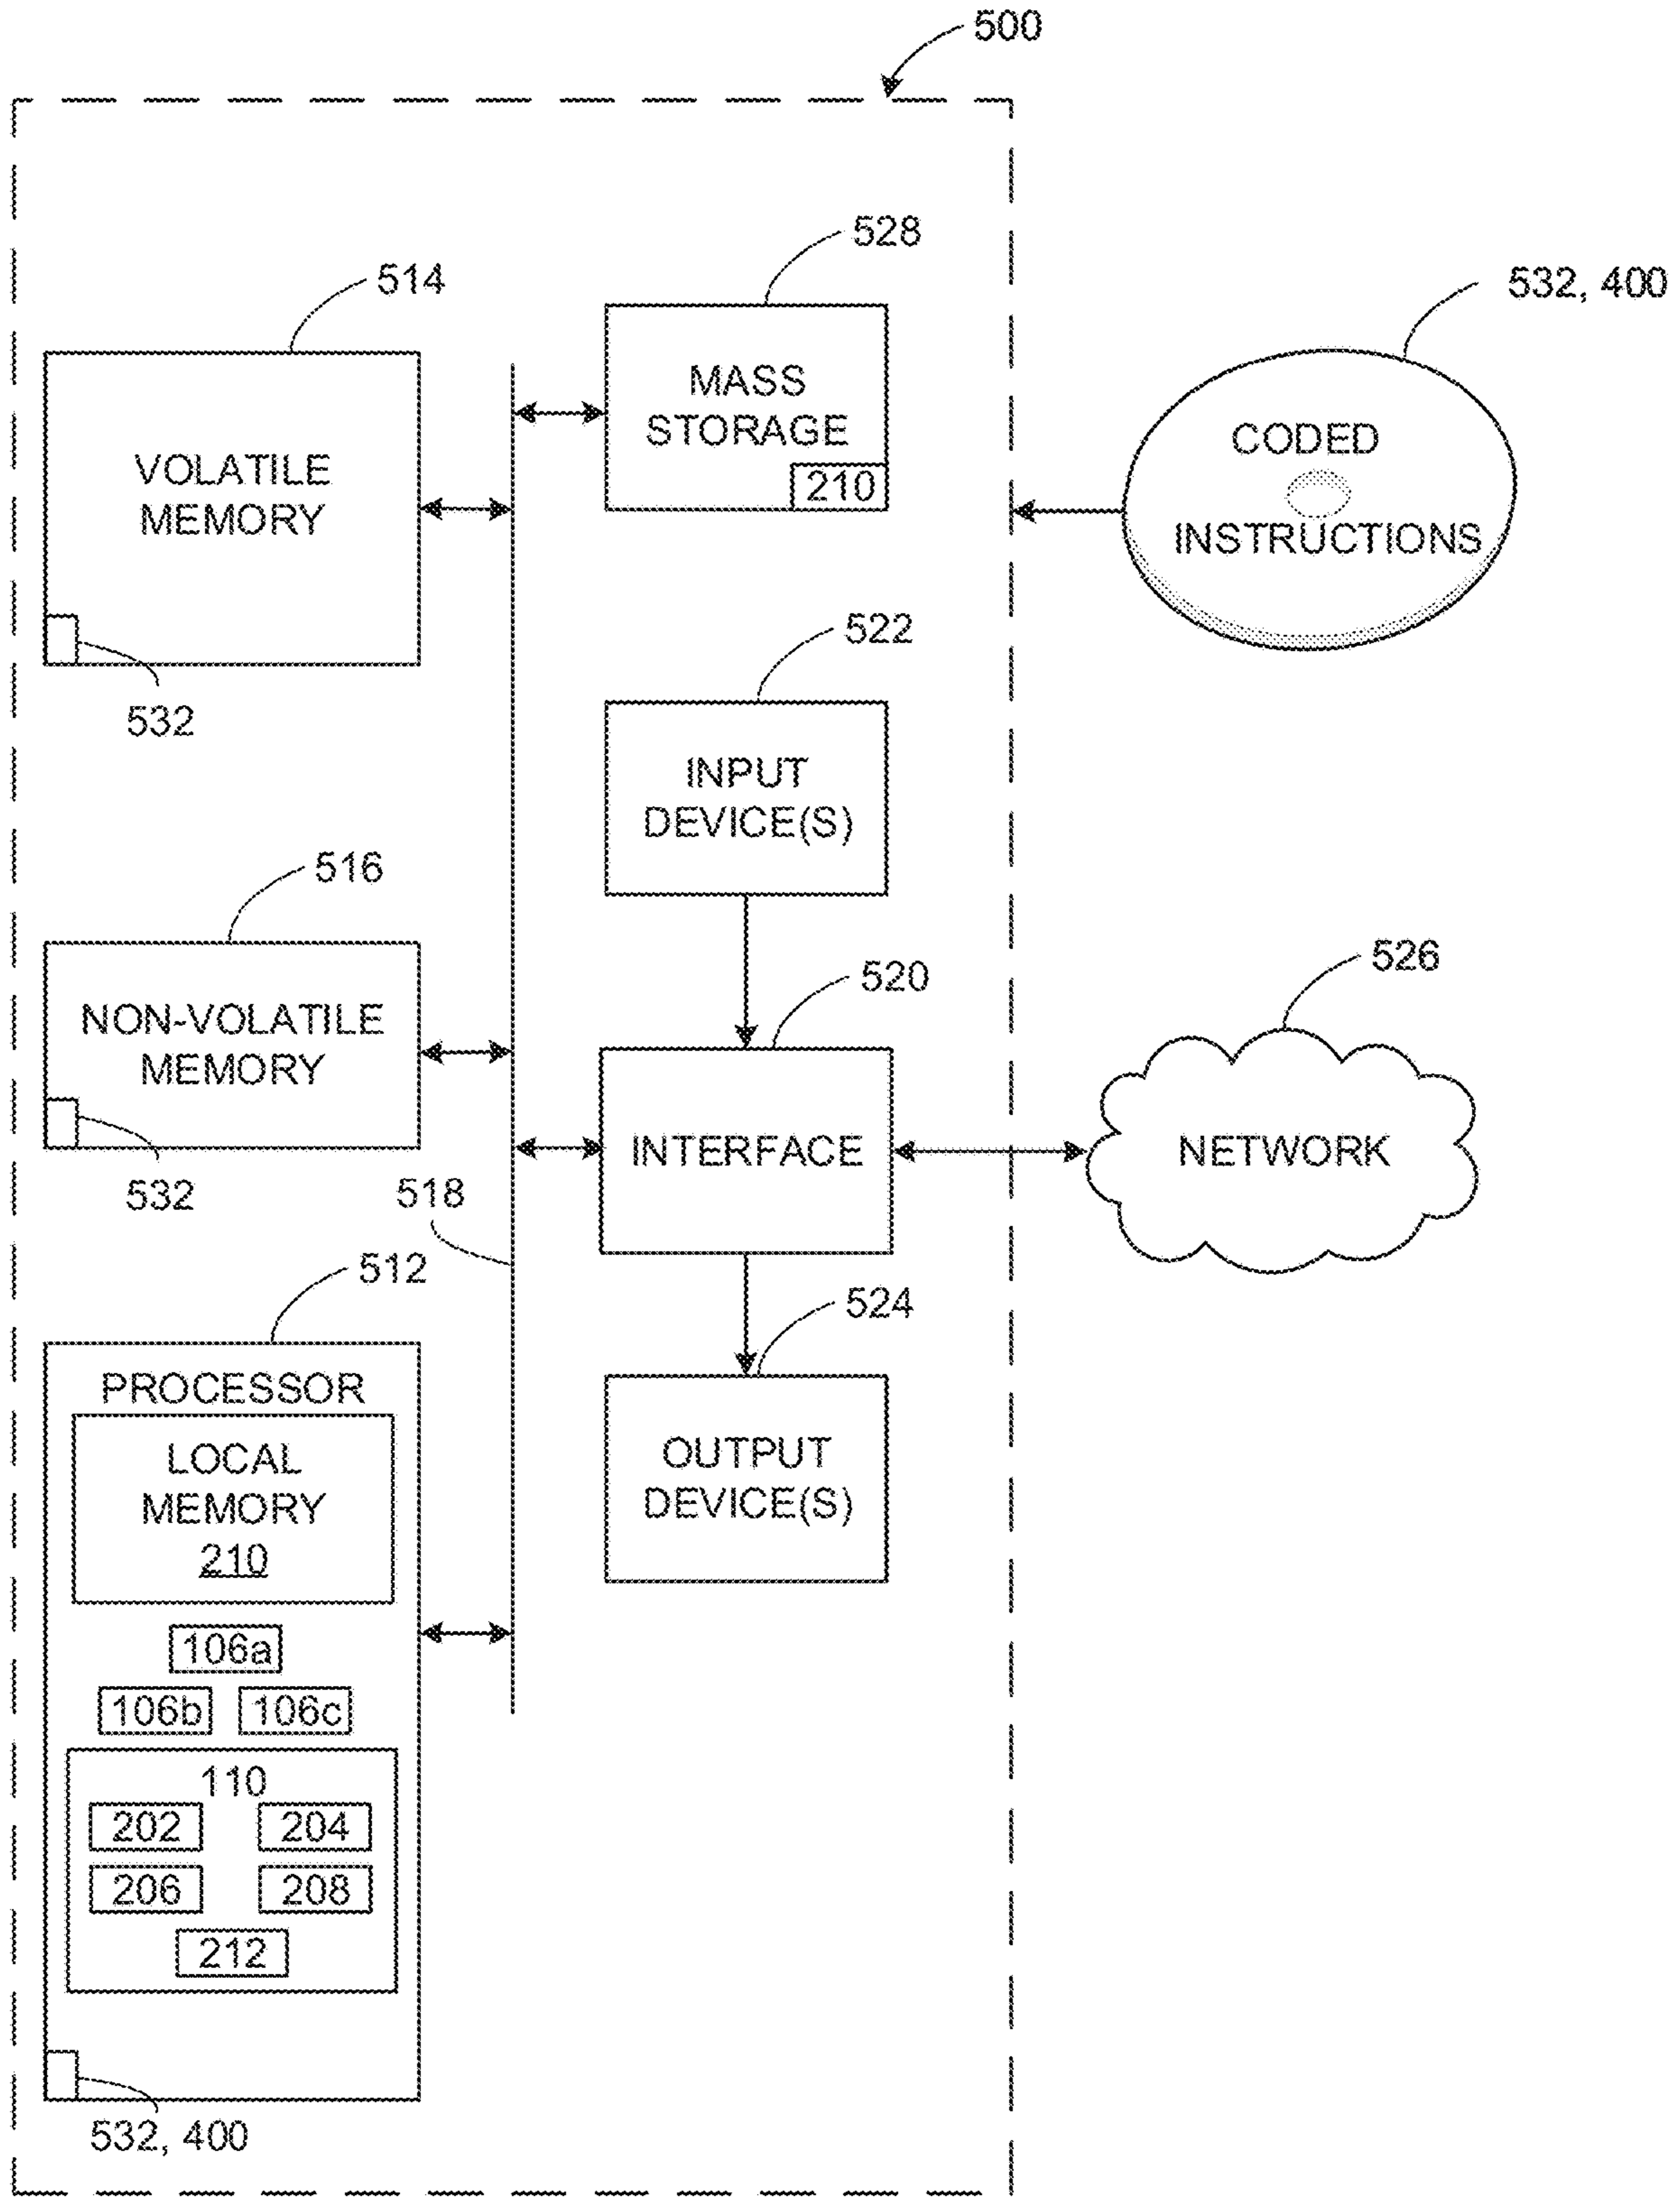 500
528
514
532, 400
MASS
STORAGE
210
VOLATILE
MEMORY
CODED
INSTRUCTIONS
532
522
INPUT
DEVICE(S)
516
520
526
NON-VOLATILE
MEMORY
532
INTERFACE
NETWORK
518
512
524
PROCESSOR
LOCAL
MEMORY
210
OUTPUT
DEVICE(S)
106a
106b 106c
110
202 204
206 208
212
532, 400